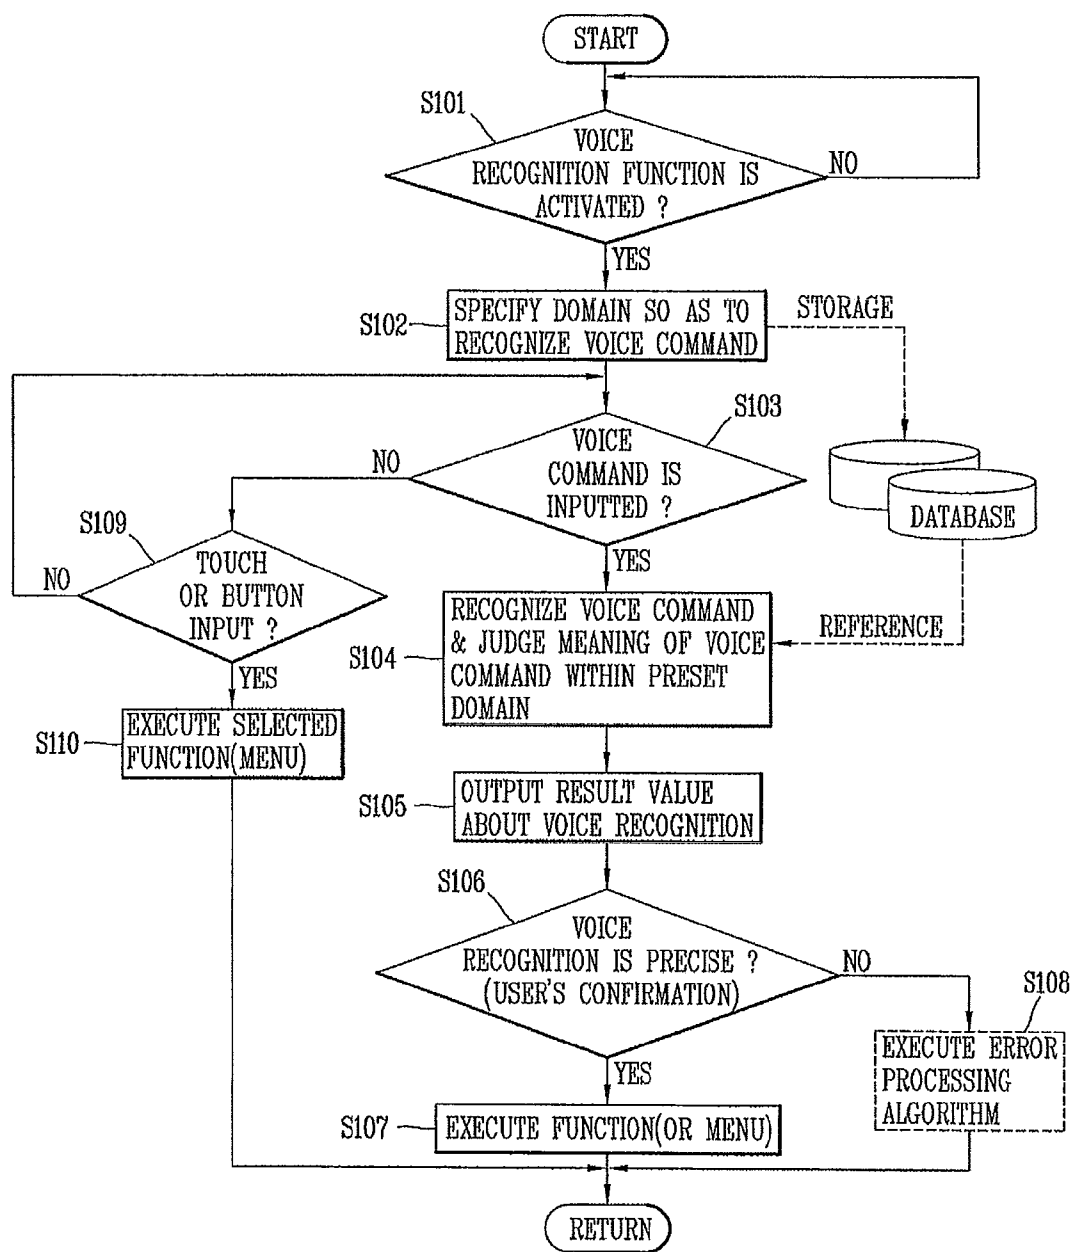 START
S101
VOICE
RECOGNITION FUNCTION IS
ACTIVATED ?
NO
YES
S102
SPECIFY DOMAIN SO AS TO
RECOGNIZE VOICE COMMAND
STORAGE
S103
VOICE
COMMAND IS
INPUTTED ?
NO
DATABASE
S109
TOUCH
OR BUTTON
INPUT ?
NO
YES
YES
RECOGNIZE VOICE COMMAND
& JUDGE MEANING OF VOICE
COMMAND WITHIN PRESET
DOMAIN
S104
REFERENCE
S110
EXECUTE SELECTED
FUNCTION(MENU)
S105
OUTPUT RESULT VALUE
ABOUT VOICE RECOGNITION
S106
VOICE
RECOGNITION IS PRECISE ?
(USER'S CONFIRMATION)
NO
S108
EXECUTE ERROR
PROCESSING
ALGORITHM
YES
S107
EXECUTE FUNCTION(OR MENU)
RETURN